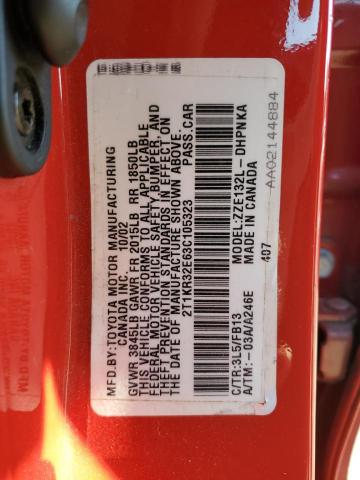 MFD.BY:TOYOTA MOTOR MANUFACTURING
CANADA INC. 10/02
GVWR 3845LB GAWR FR 2015LB RR 1850LB
THIS VEHICLE CONFORMS TO ALL APPLICABLE
FEDERAL MOTOR VEHICLE SAFETY, BUMPER, AND
THEFT PREVENTION STANDARDS IN EFFECT ON
THE DATE OF MANUFACTURE SHOWN ABOVE.
2T1KR32E63C105323 PASS.CAR
C/TR:3L5/FB13 MODEL:ZZE132L-DHPNKA
A/TM:-03A/A246E MADE IN CANADA
407 AA02144884